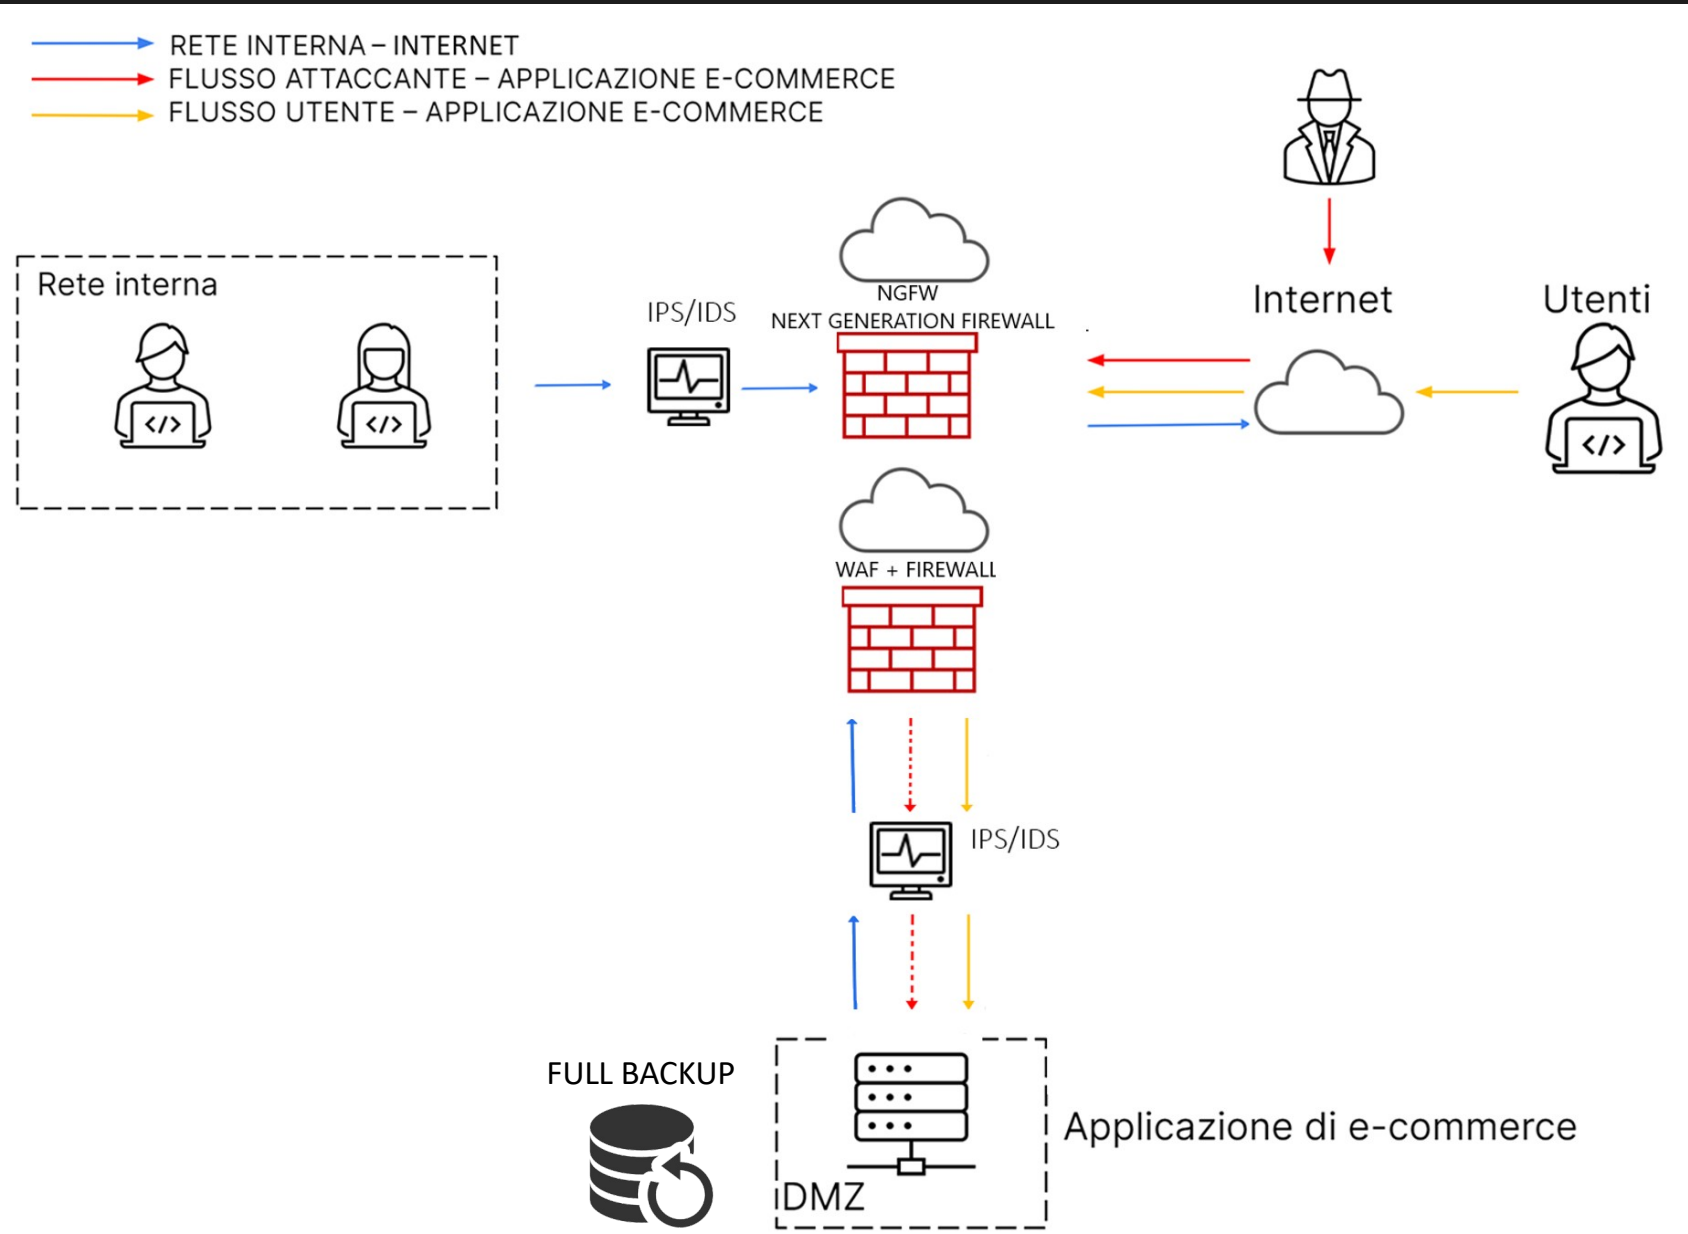 RETE INTERNA – INTERNET
FLUSSO ATTACCANTE – APPLICAZIONE E-COMMERCE
FLUSSO UTENTE – APPLICAZIONE E-COMMERCE
Rete interna
</>
</>
IPS/IDS
NGFW
NEXT GENERATION FIREWALL
Internet
Utenti
</>
WAF + FIREWALL
IPS/IDS
FULL BACKUP
DMZ
Applicazione di e-commerce